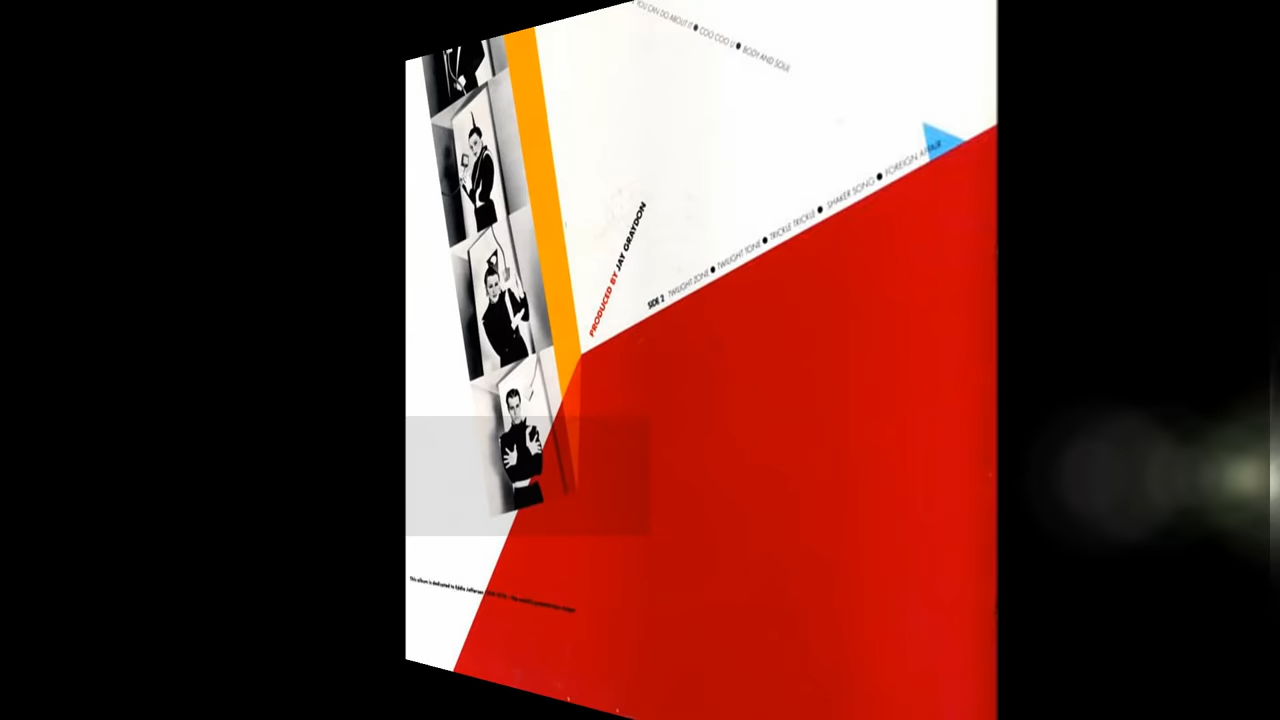 YOU CAN DO ABOUT IT ● COO COO U ● BODY AND SOUL
PRODUCED BY JAY GRAYDON
SIDE 2 TWILIGHT ZONE ● TWILIGHT TONE ● TRICKLE TRICKLE ● SHAKER SONG ● FOREIGN AFFAIR
This album is dedicated to Eddie Jefferson